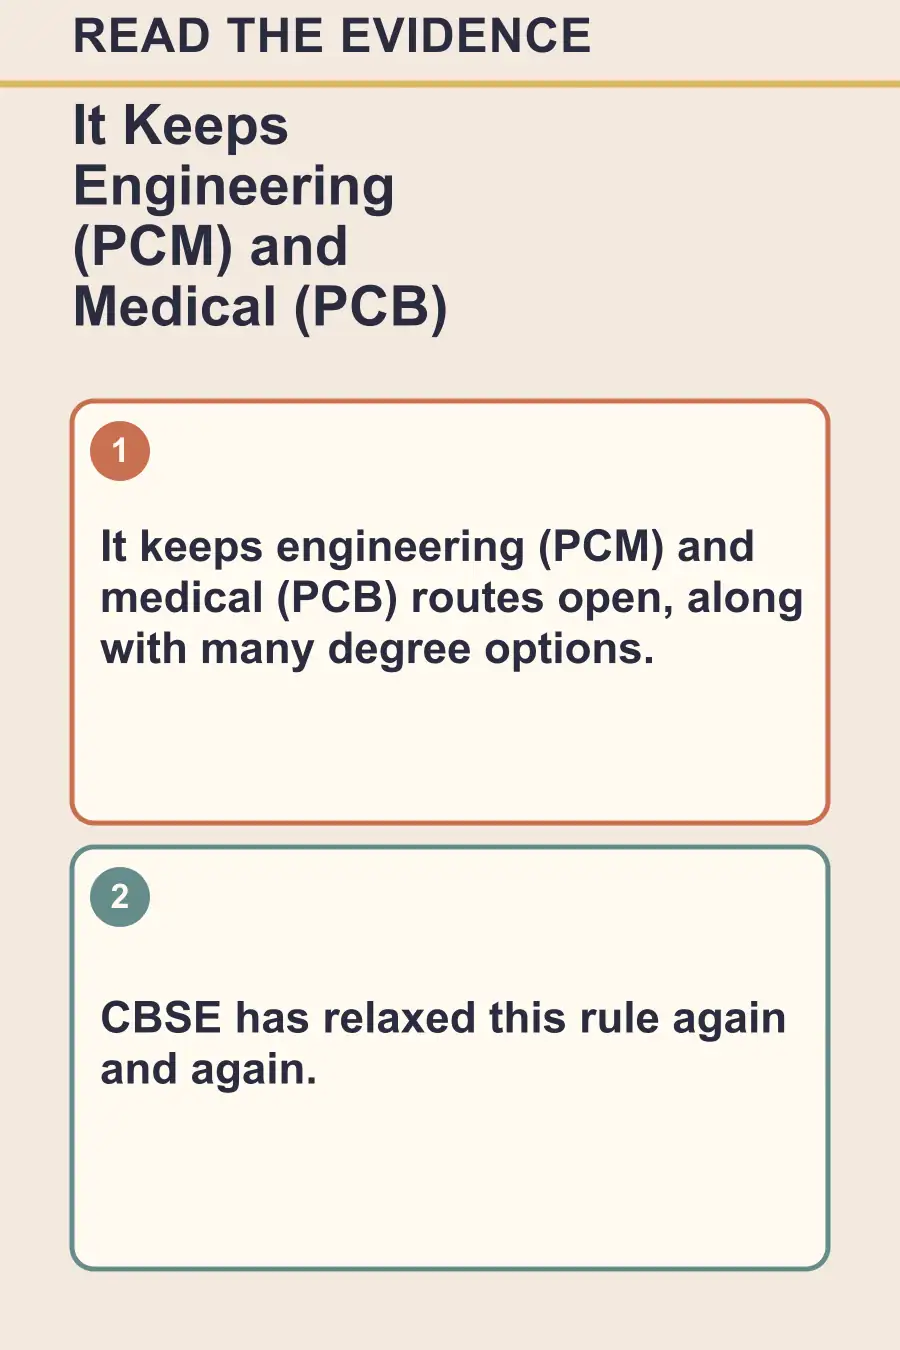 READ THE EVIDENCE
It Keeps
Engineering
(PCM) and
Medical (PCB)
1
It keeps engineering (PCM) and
medical (PCB) routes open, along
with many degree options.
2
CBSE has relaxed this rule again
and again.